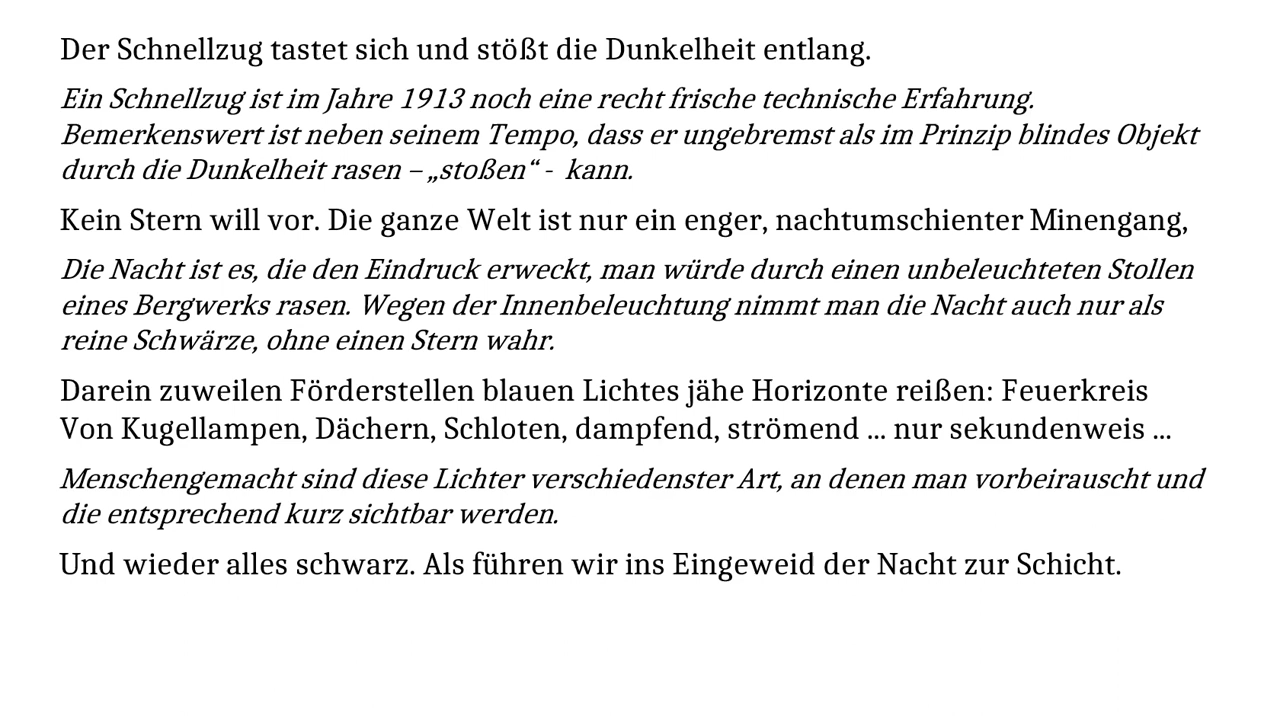 Der Schnellzug tastet sich und stößt die Dunkelheit entlang.
Ein Schnellzug ist im Jahre 1913 noch eine recht frische technische Erfahrung.
Bemerkenswert ist neben seinem Tempo, dass er ungebremst als im Prinzip blindes Objekt
durch die Dunkelheit rasen – „stoßen“ -  kann.
Kein Stern will vor. Die ganze Welt ist nur ein enger, nachtumschienter Minengang,
Die Nacht ist es, die den Eindruck erweckt, man würde durch einen unbeleuchteten Stollen
eines Bergwerks rasen. Wegen der Innenbeleuchtung nimmt man die Nacht auch nur als
reine Schwärze, ohne einen Stern wahr.
Darein zuweilen Förderstellen blauen Lichtes jähe Horizonte reißen: Feuerkreis
Von Kugellampen, Dächern, Schloten, dampfend, strömend ... nur sekundenweis ...
Menschengemacht sind diese Lichter verschiedenster Art, an denen man vorbeirauscht und
die entsprechend kurz sichtbar werden.
Und wieder alles schwarz. Als führen wir ins Eingeweid der Nacht zur Schicht.